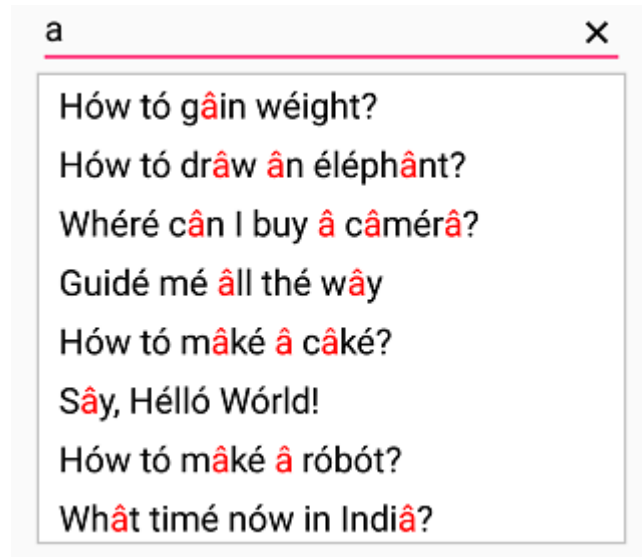 a
Hów tó gâin wéight?
Hów tó drâw ân éléphânt?
Whéré cân I buy â câmérâ?
Guidé mé âll thé wây
Hów tó mâké â câké?
Sây, Hélló Wórld!
Hów tó mâké â róbót?
Whât timé nów in Indiâ?